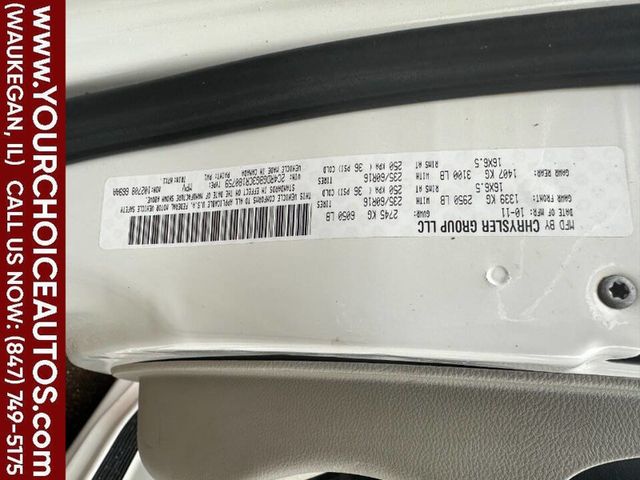 www.YOURCHOICEAUTOS.COM
(WAUKEGAN, IL) CALL US NOW: (847) 749-5175
MFD BY CHRYSLER GROUP LLC
DATE OF MFR: 10-11 GVWR: 2745 KG 6050 LB
GAWR FRONT: WITH TIRES
2950 LB 235/60R16
16X6.5 RIMS AT 250 KPA ( 36 PSI) COLD
GAWR REAR: WITH TIRES
1407 KG 3100 LB 235/60R16
16X6.5 RIMS AT 250 KPA ( 36 PSI) COLD
THIS VEHICLE CONFORMS TO ALL APPLICABLE U.S.A. FEDERAL MOTOR VEHICLE SAFETY
STANDARDS IN EFFECT ON THE DATE OF MANUFACTURE SHOWN ABOVE.
VIN: TYPE: MPV
VEHICLE MADE IN CANADA PAINT: PW1 TRIM: